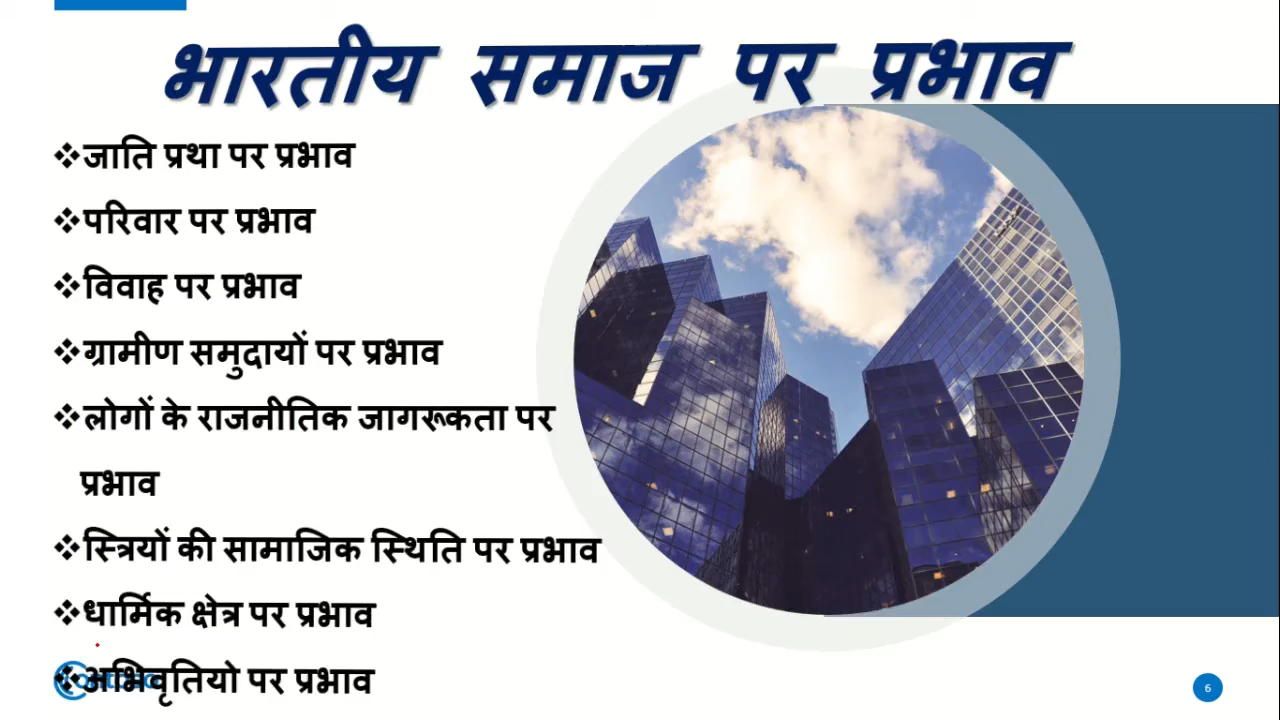 भारतीय समाज पर प्रभाव
❖जाति प्रथा पर प्रभाव
❖परिवार पर प्रभाव
❖विवाह पर प्रभाव
❖ग्रामीण समुदायों पर प्रभाव
❖लोगों के राजनीतिक जागरूकता पर
प्रभाव
❖स्त्रियों की सामाजिक स्थिति पर प्रभाव
❖धार्मिक क्षेत्र पर प्रभाव
❖अभिवृतियो पर प्रभाव
6